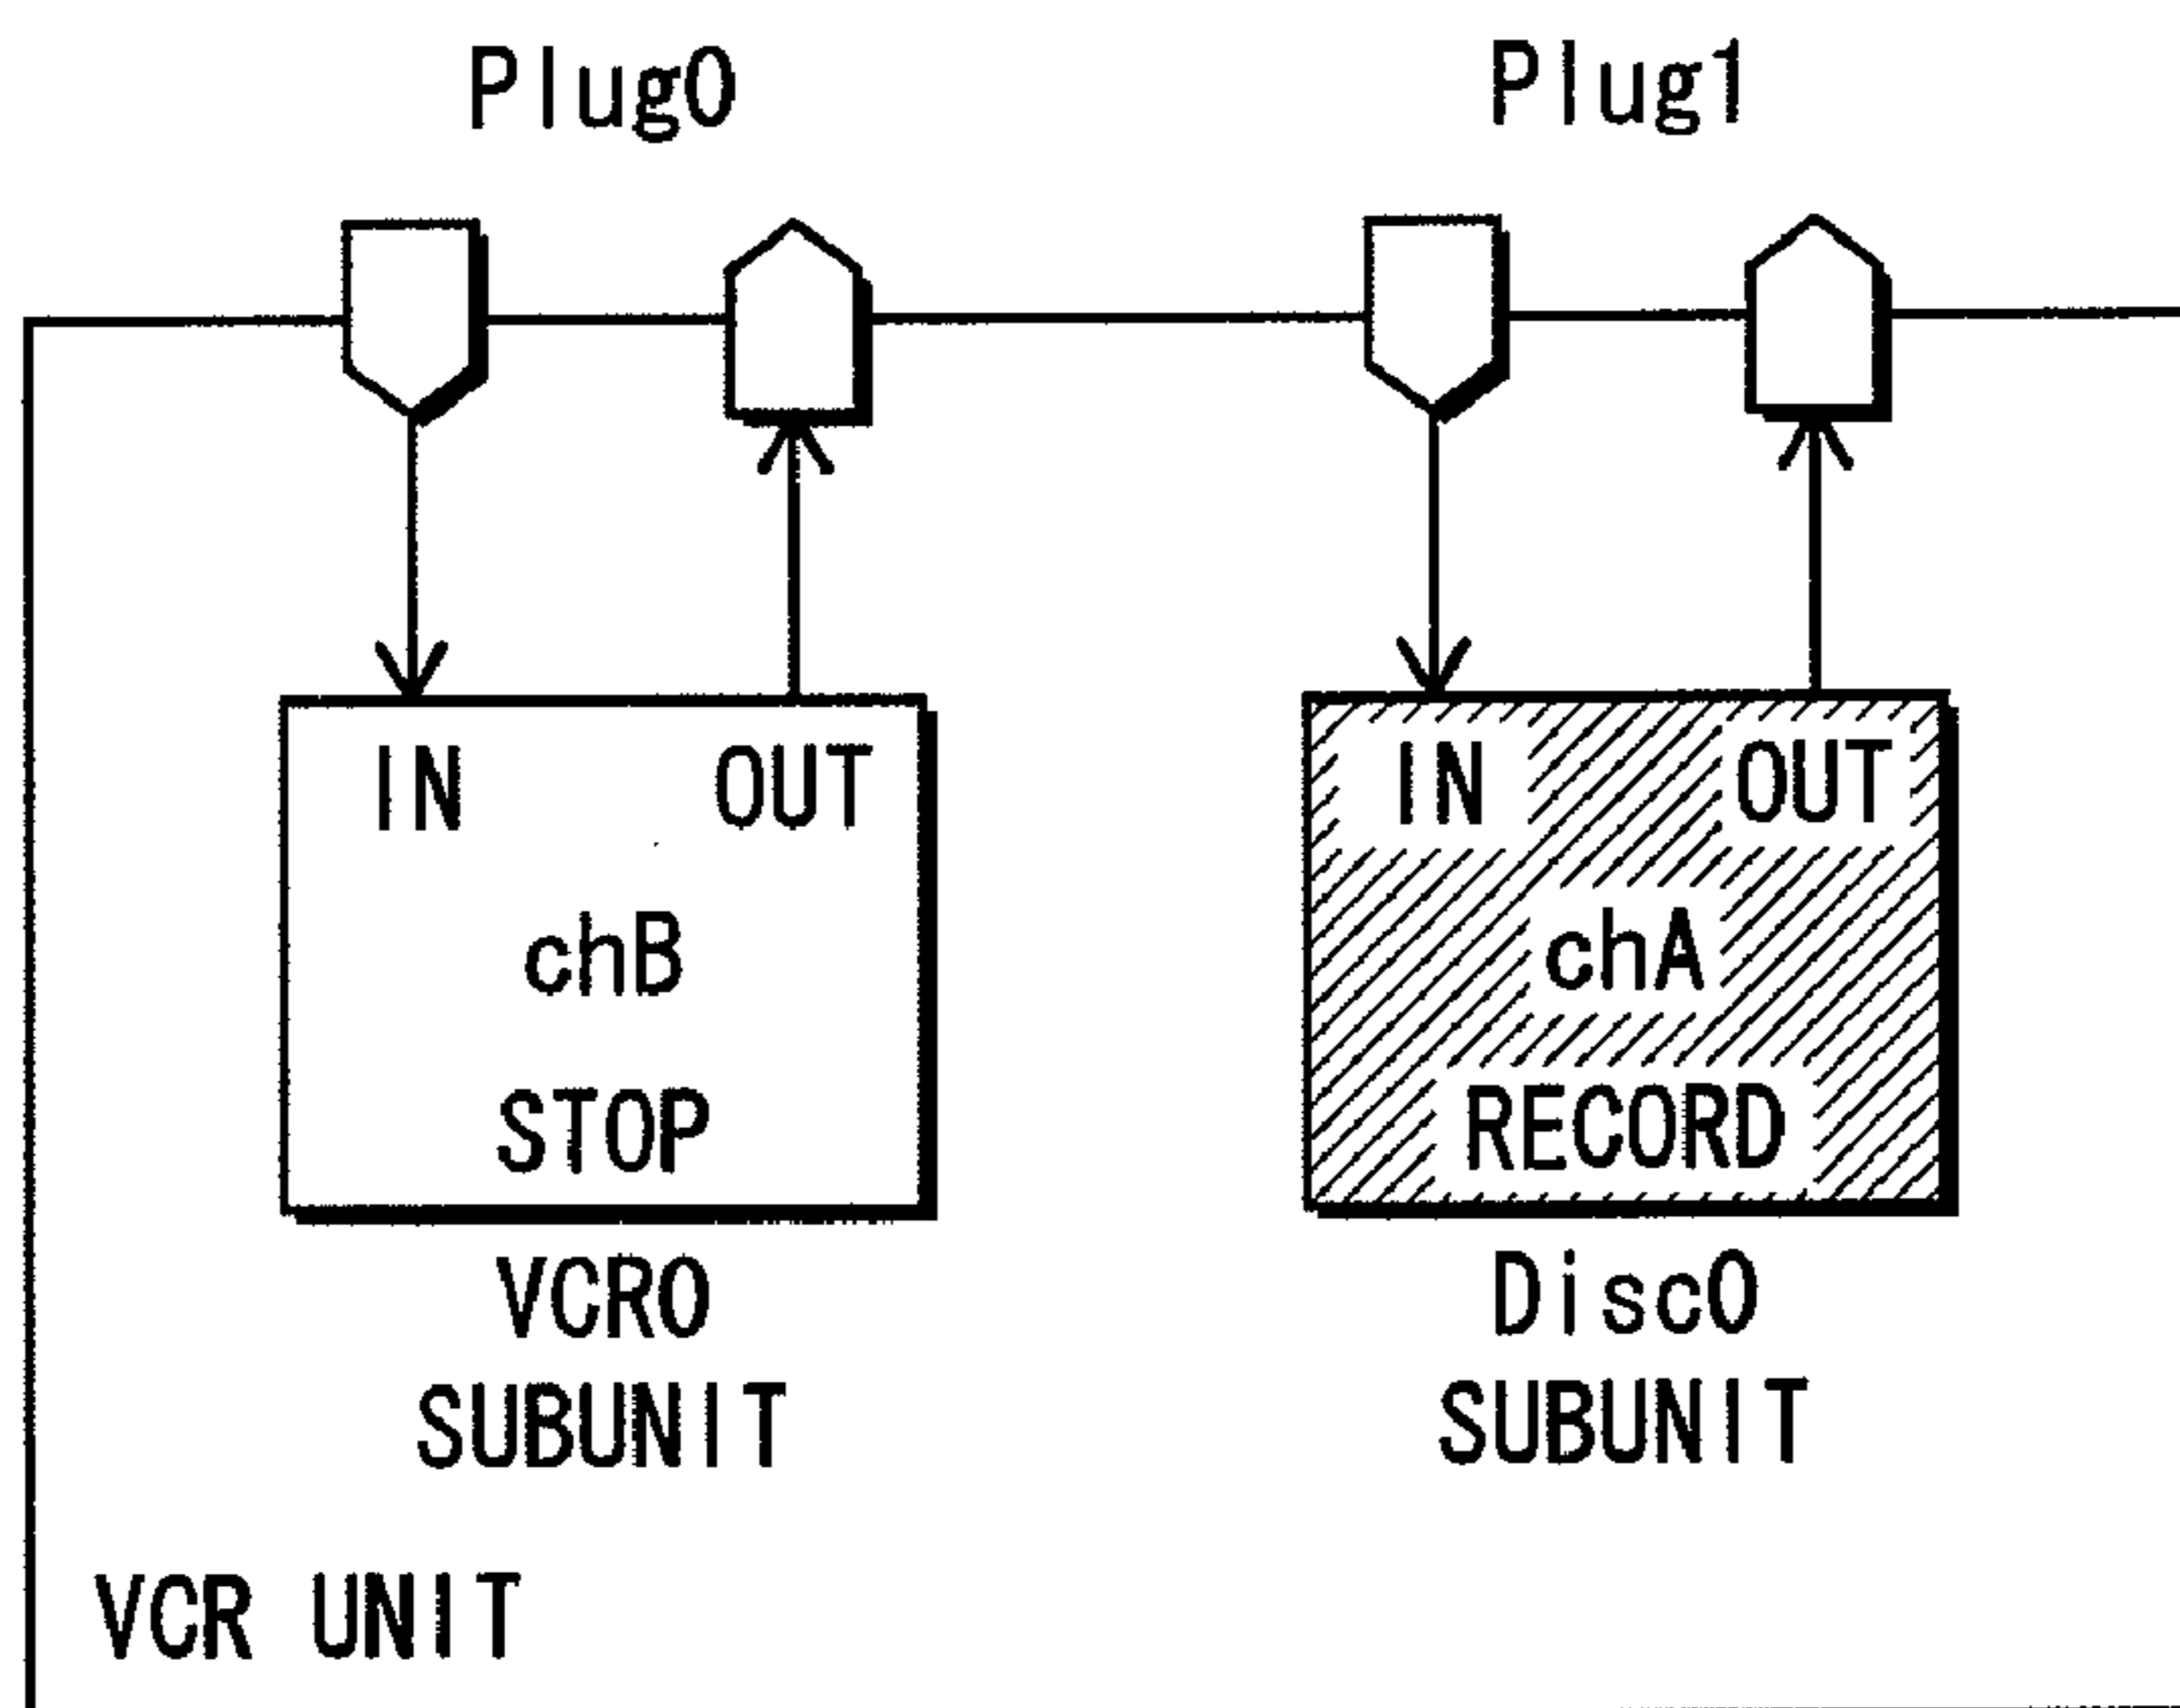 Plug0 Plug1
IN OUT IN OUT
chB chA
STOP RECORD
VCR0 Disc0
SUBUNIT SUBUNIT
VCR UNIT